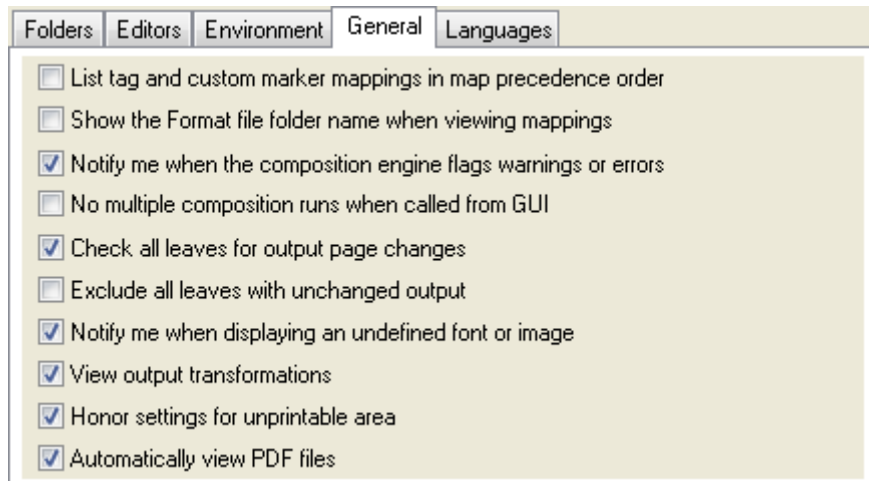 Folders Editors Environment General Languages
List tag and custom marker mappings in map precedence order
Show the Format file folder name when viewing mappings
Notify me when the composition engine flags warnings or errors
No multiple composition runs when called from GUI
Check all leaves for output page changes
Exclude all leaves with unchanged output
Notify me when displaying an undefined font or image
View output transformations
Honor settings for unprintable area
Automatically view PDF files